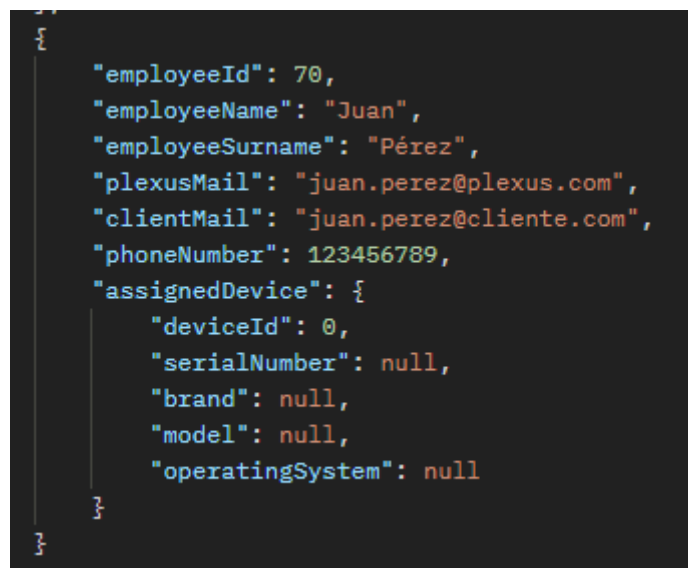 {
"employeeId": 70,
"employeeName": "Juan",
"employeeSurname": "Pérez",
"plexusMail": "juan.perez@plexus.com",
"clientMail": "juan.perez@cliente.com",
"phoneNumber": 123456789,
"assignedDevice": {
"deviceId": 0,
"serialNumber": null,
"brand": null,
"model": null,
"operatingSystem": null
}
}